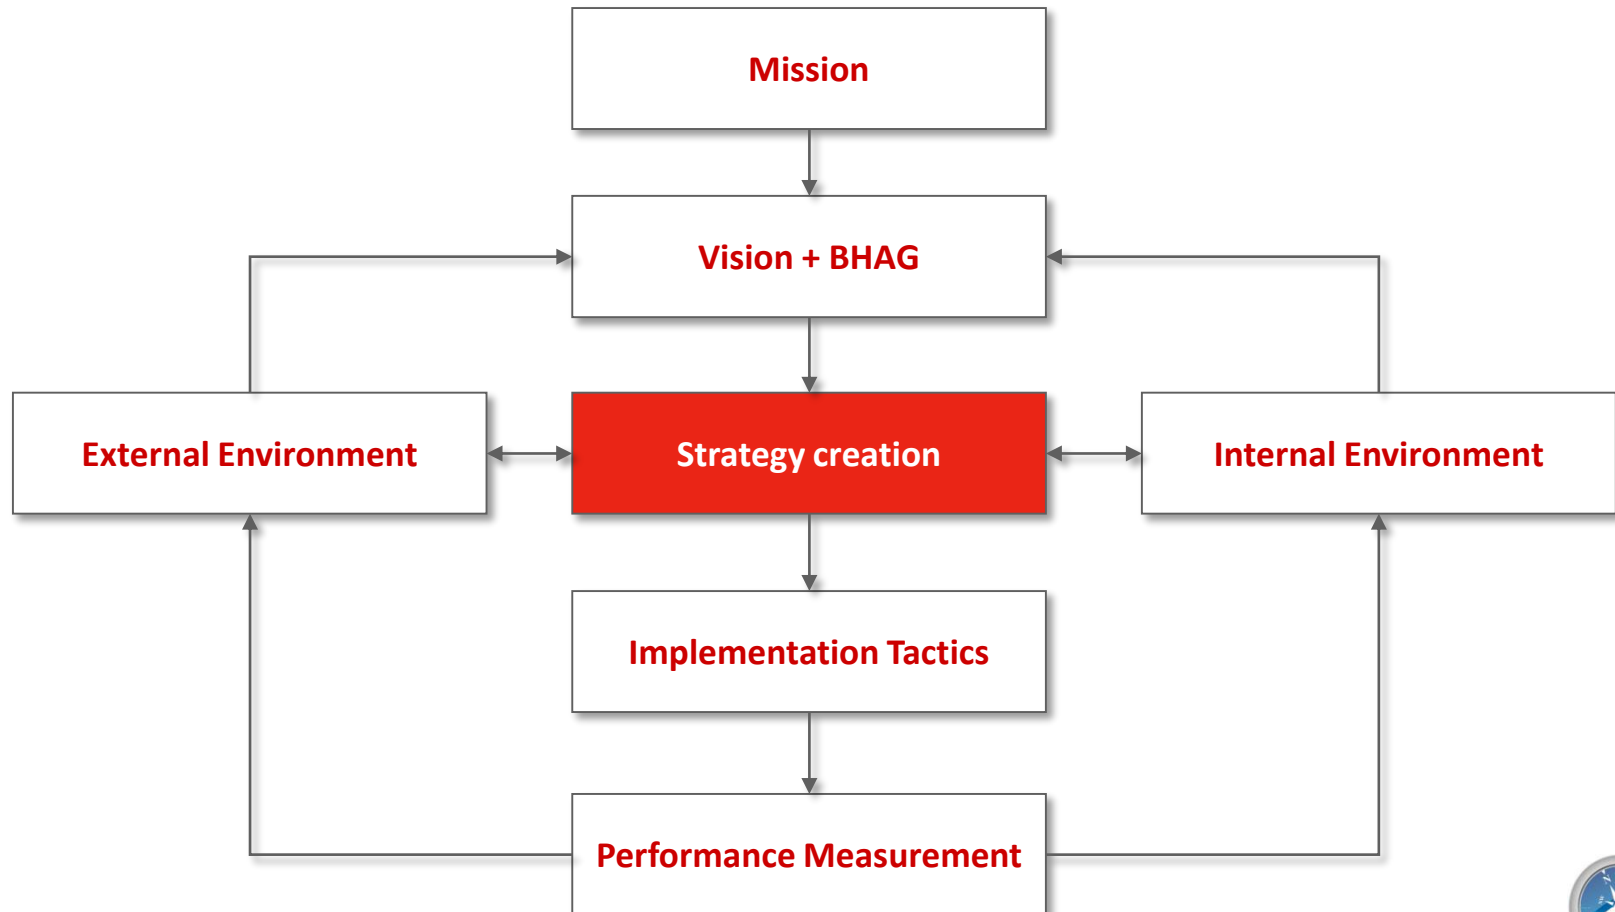 Mission
Vision + BHAG
External Environment
Strategy creation
Internal Environment
Implementation Tactics
Performance Measurement
N